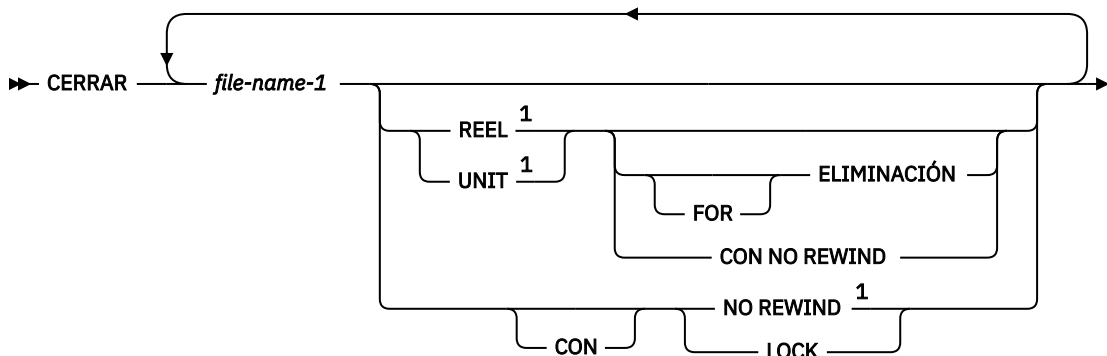 CERRAR file-name-1
REEL 1
UNIT 1
ELIMINACIÓN
FOR
CON NO REWIND
NO REWIND 1
CON
LOCK